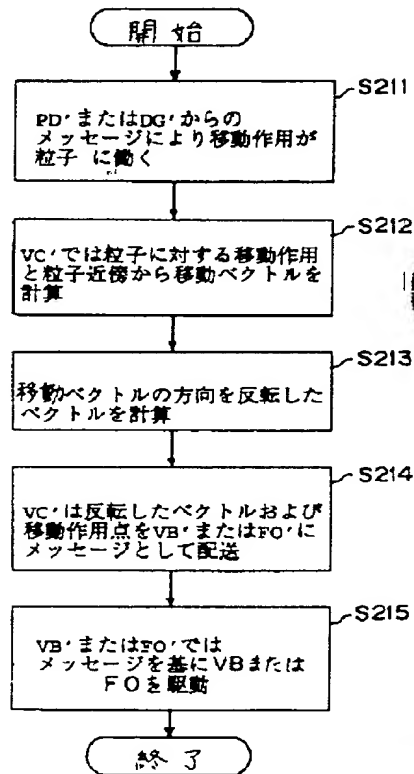 開始
S211
PD'またはDG'からの
メッセージにより移動作用が
粒子に働く
S212
VC'では粒子に対する移動作用
と粒子近傍から移動ベクトルを
計算
S213
移動ベクトルの方向を反転した
ベクトルを計算
S214
VC'は反転したベクトルおよび
移動作用点をVB'またはFO'に
メッセージとして配送
S215
VB'またはFO'では
メッセージを基にVBまたは
FOを駆動
終了